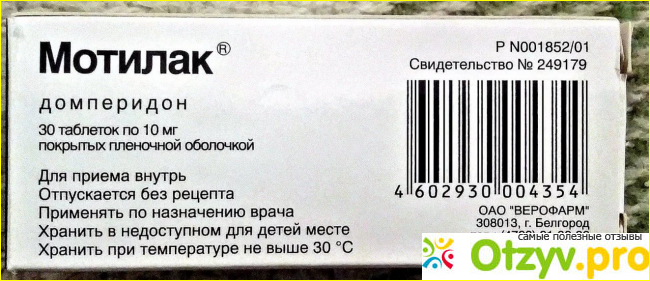 Мотилак®
домперидон
30 таблеток по 10 мг
покрытых пленочной оболочкой
Для приема внутрь
Отпускается без рецепта
Применять по назначению врача
Хранить в недоступном для детей месте
Хранить при температуре не выше 30 °C
Р N001852/01
Свидетельство № 249179
4 602930 004354
ОАО "ВЕРОФАРМ"
308013, г. Белгород
самые полезные отзывы
Otzyv.pro